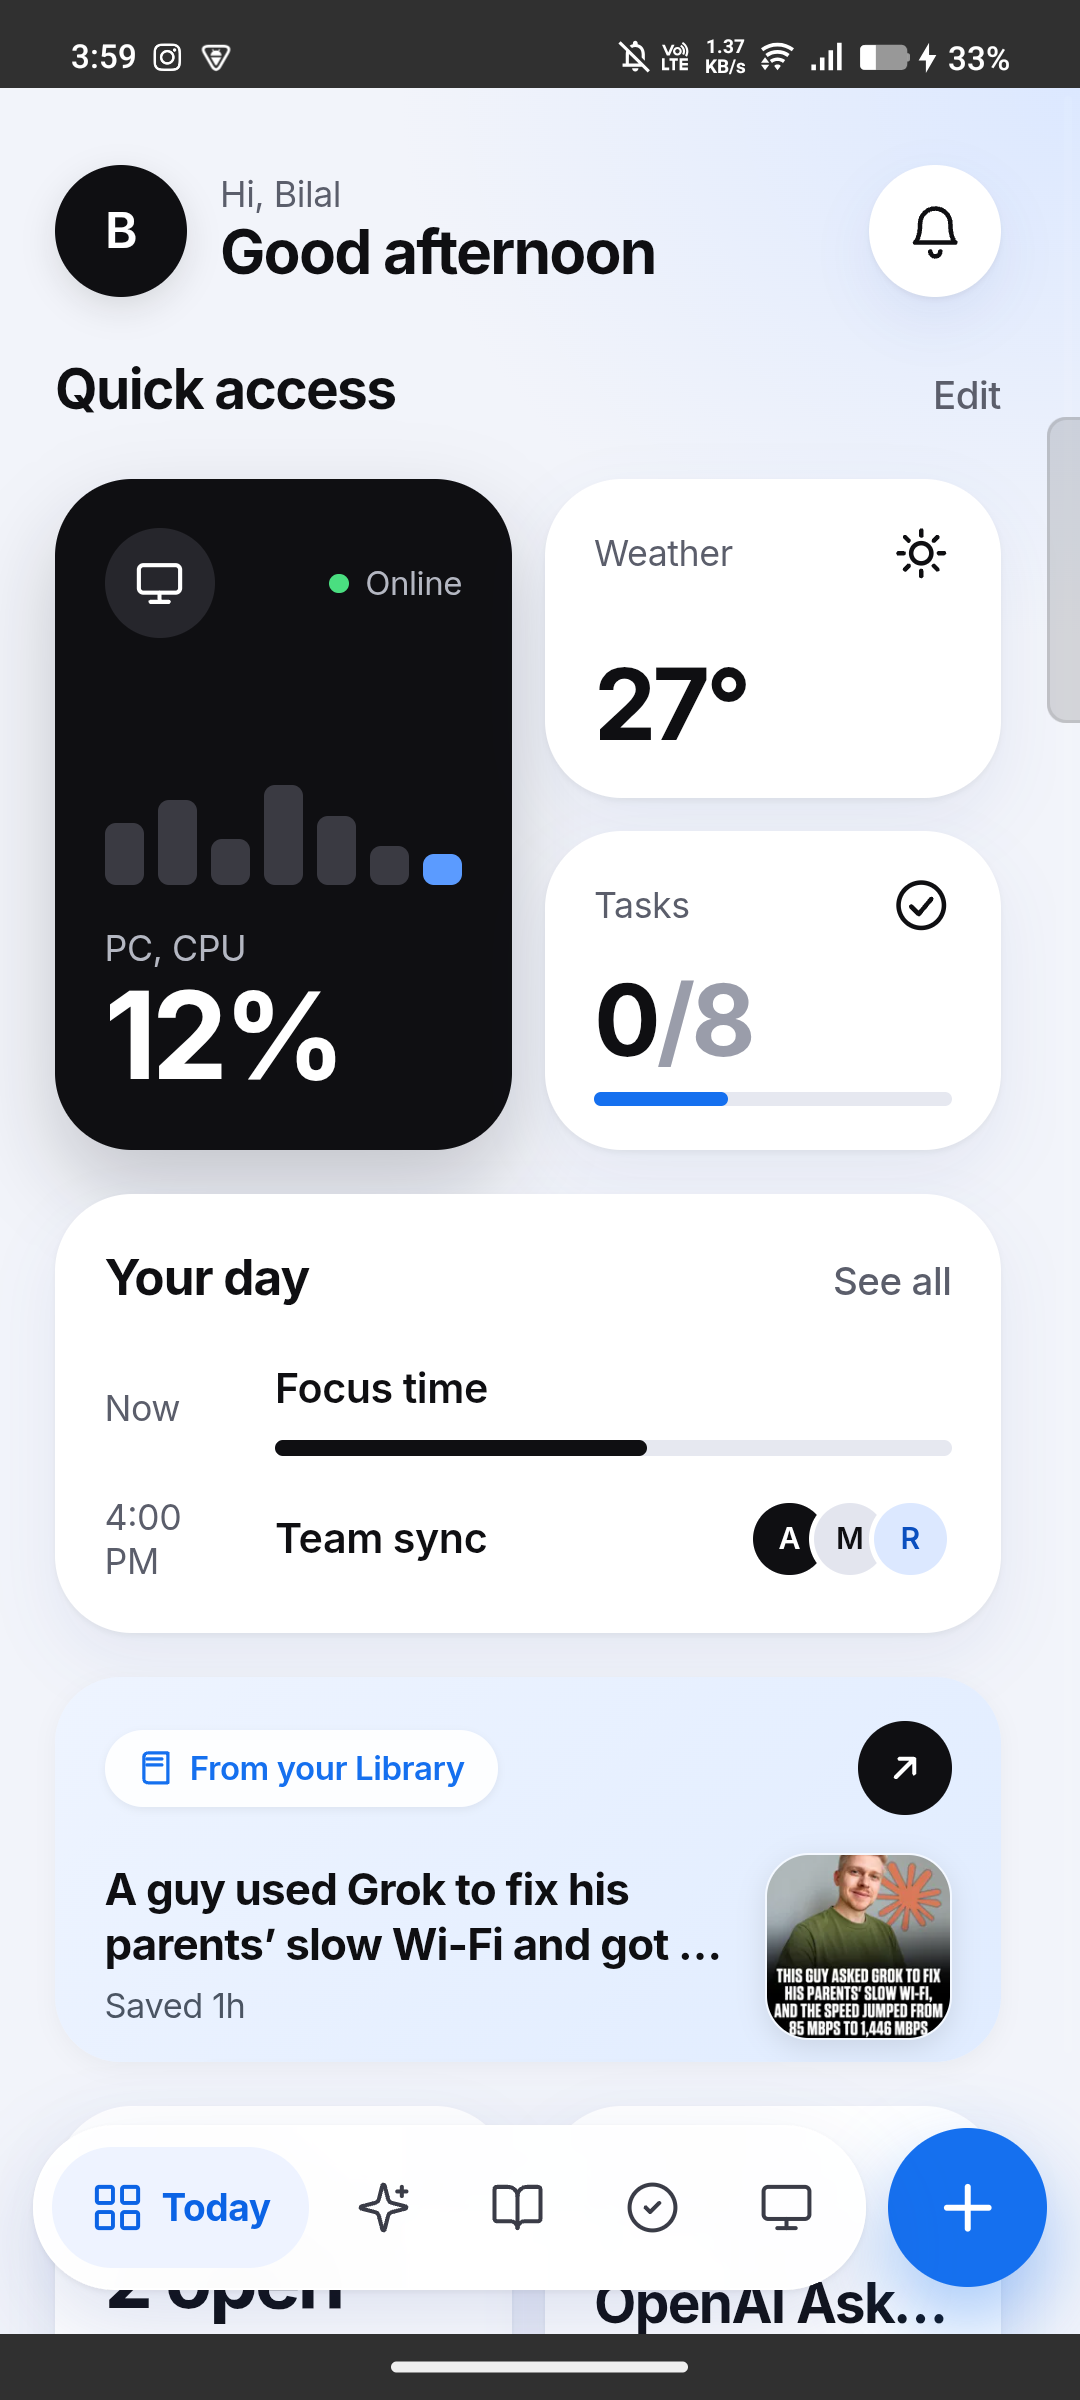 3:59
Vo)) LTE
1.37 KB/s
33%
B
Hi, Bilal
Good afternoon
Quick access
Edit
Online
PC, CPU
12%
Weather
27°
Tasks
0/8
Your day
See all
Now
Focus time
4:00
PM
Team sync
A M R
From your Library
A guy used Grok to fix his
parents’ slow Wi-Fi and got …
Saved 1h
THIS GUY ASKED GROK TO FIX
HIS PARENTS' SLOW WI-FI,
AND THE SPEED JUMPED FROM
85 MBPS TO 1,446 MBPS
Today
2 open
OpenAI Ask…